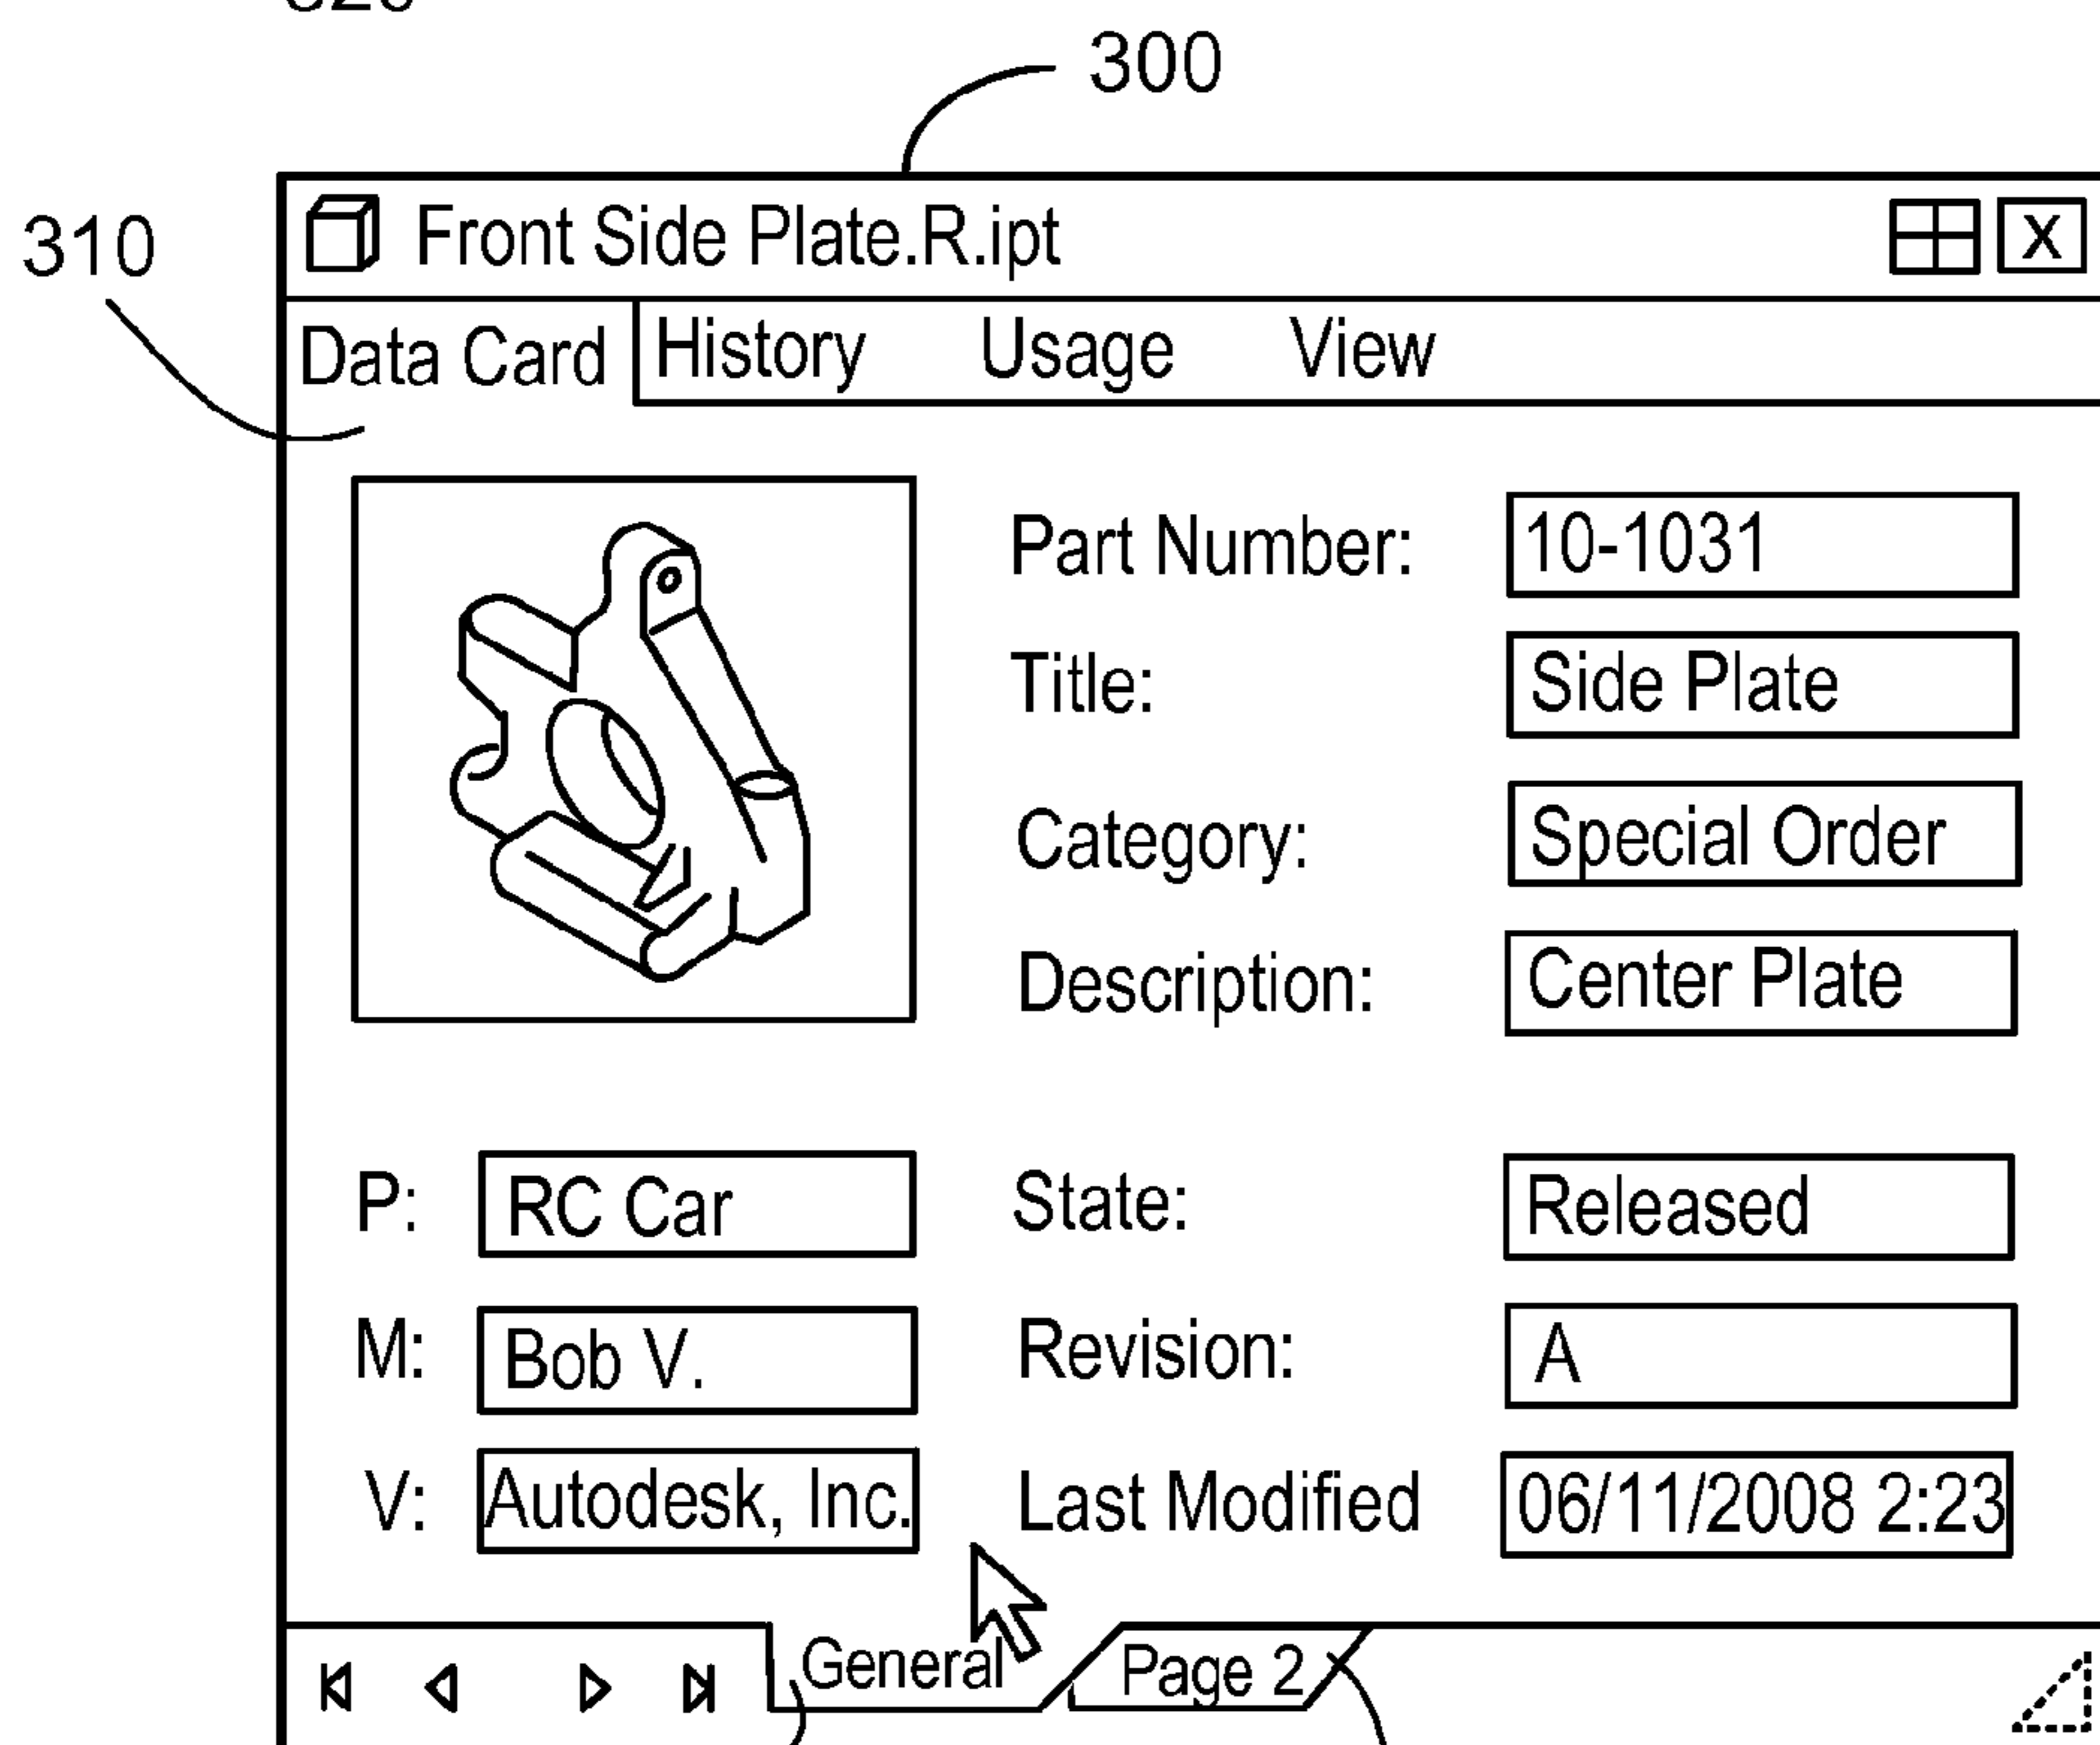 300
310
Front Side Plate.R.ipt
X
Data Card History Usage View
Part Number: 10-1031
Title: Side Plate
Category: Special Order
Description: Center Plate
P: RC Car State: Released
M: Bob V. Revision: A
V: Autodesk, Inc. Last Modified 06/11/2008 2:23
General Page 2